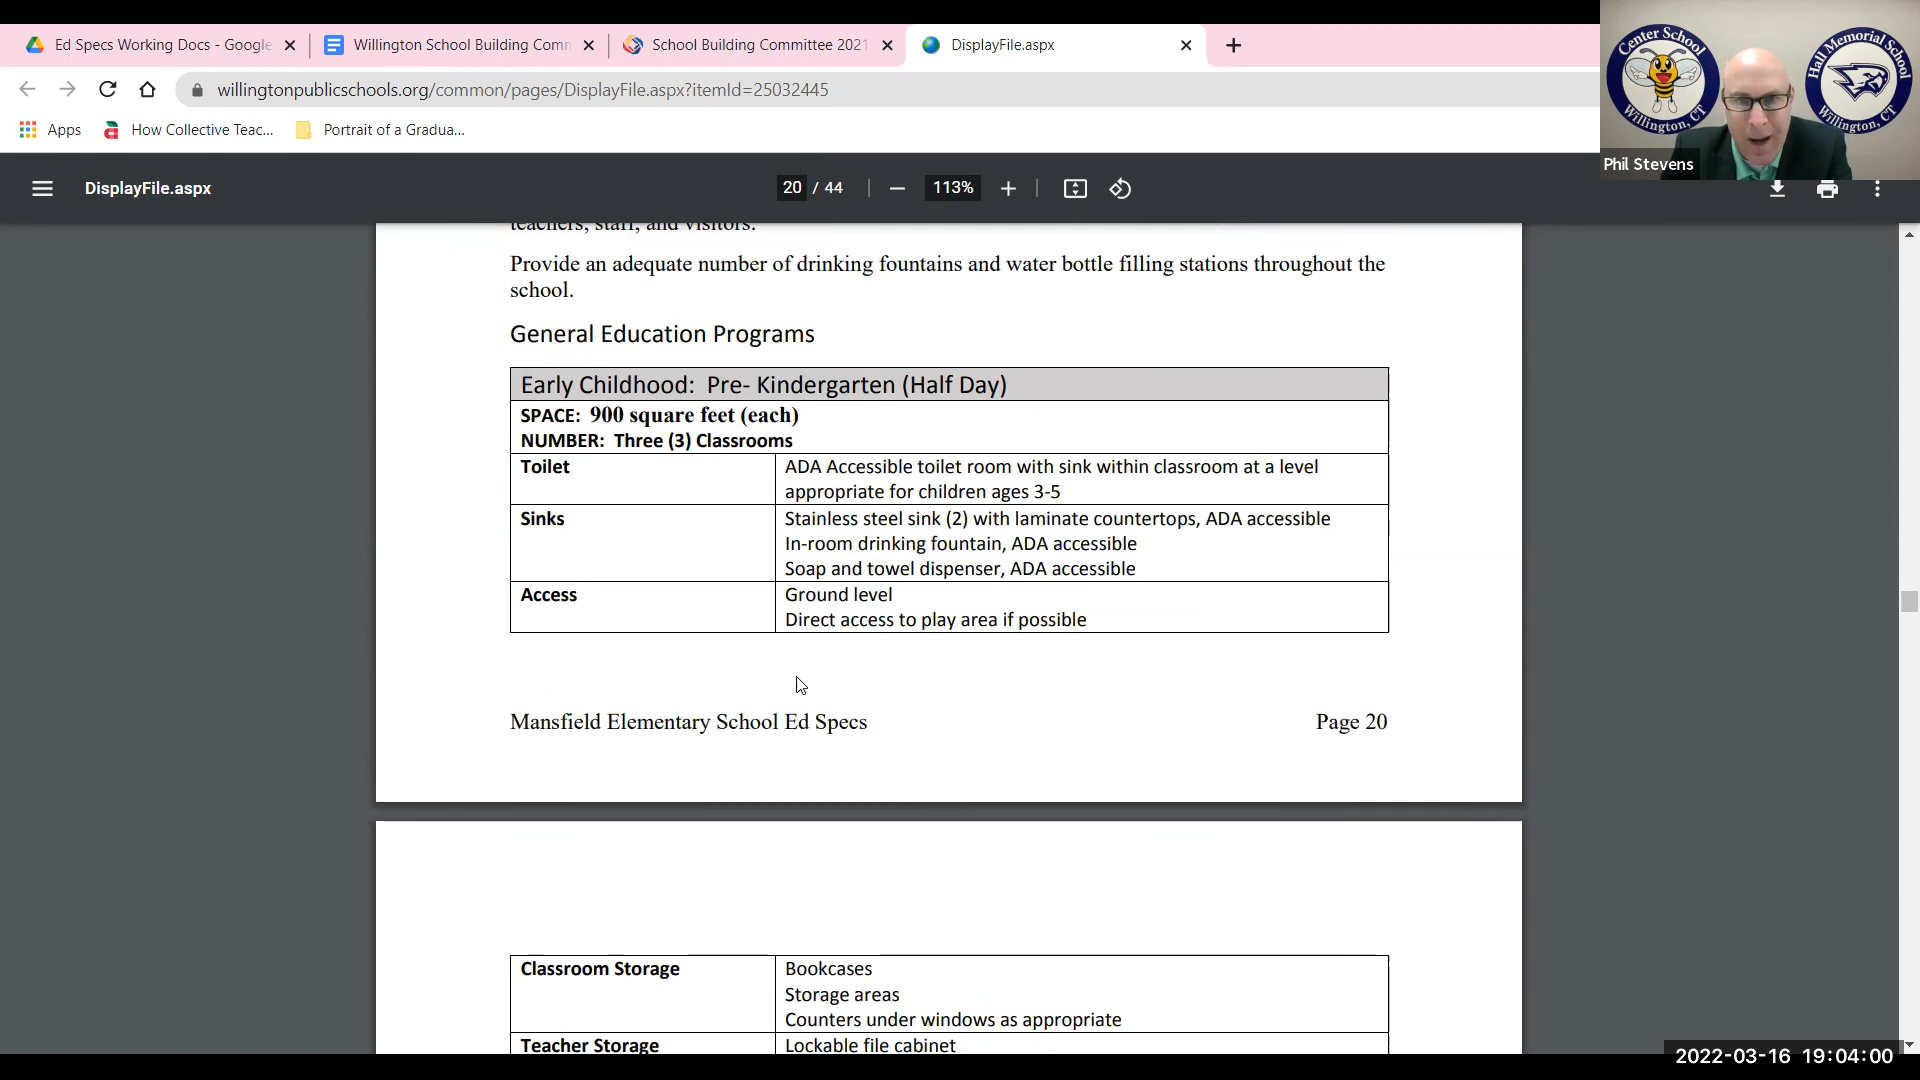 Ed Specs Working Docs - Google
Willington School Building Comn
School Building Committee 2021
DisplayFile.aspx
willingtonpublicschools.org/common/pages/DisplayFile.aspx?itemId=25032445
Apps
How Collective Teac...
Portrait of a Gradua...
Center School
Willington, CT
Hall Memorial School
Willington, CT
Phil Stevens
DisplayFile.aspx
20 / 44
113%
teachers, staff, and visitors.
Provide an adequate number of drinking fountains and water bottle filling stations throughout the
school.
General Education Programs
Early Childhood: Pre- Kindergarten (Half Day)
SPACE: 900 square feet (each)
NUMBER: Three (3) Classrooms
Toilet
ADA Accessible toilet room with sink within classroom at a level
appropriate for children ages 3-5
Sinks
Stainless steel sink (2) with laminate countertops, ADA accessible
In-room drinking fountain, ADA accessible
Soap and towel dispenser, ADA accessible
Access
Ground level
Direct access to play area if possible
Mansfield Elementary School Ed Specs
Page 20
Classroom Storage
Bookcases
Storage areas
Counters under windows as appropriate
Teacher Storage
Lockable file cabinet
2022-03-16 19:04:00